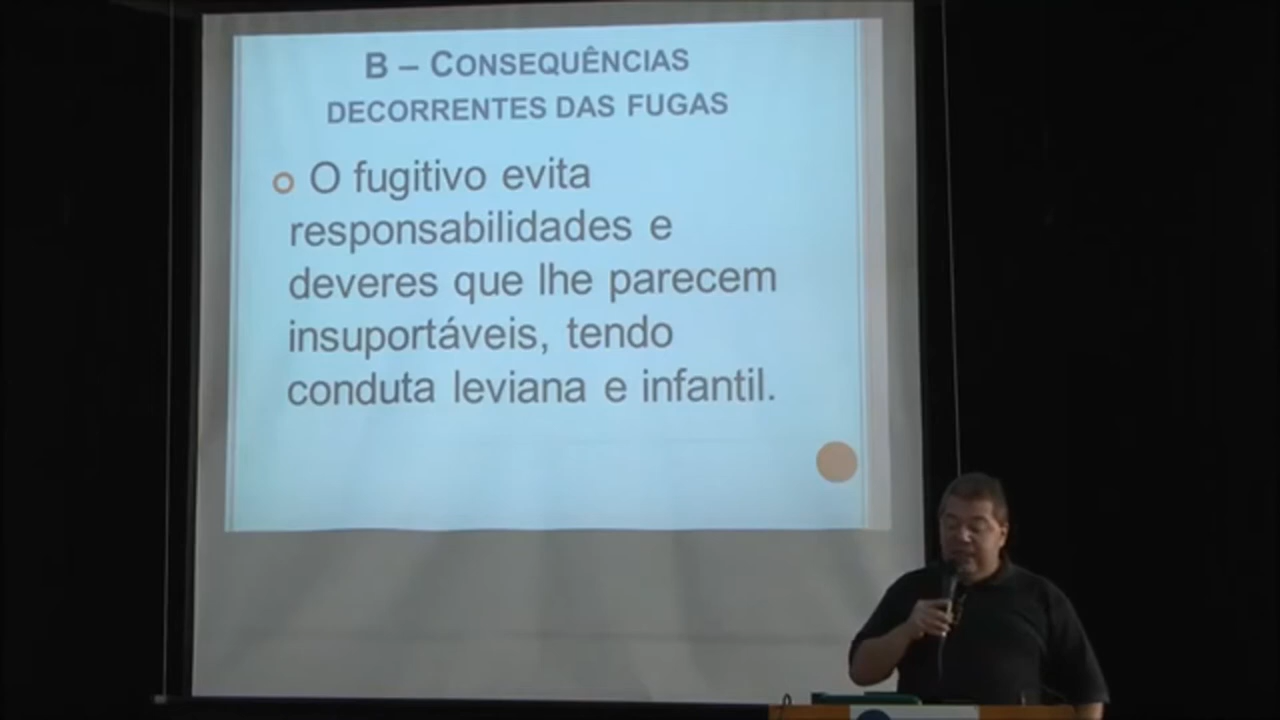 B – CONSEQUÊNCIAS
DECORRENTES DAS FUGAS
O fugitivo evita
responsabilidades e
deveres que lhe parecem
insuportáveis, tendo
conduta leviana e infantil.